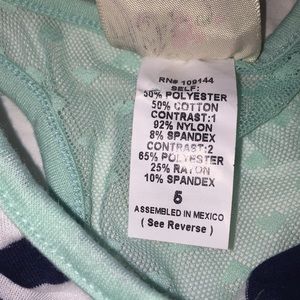 RN# 109144
SELF:
50% POLYESTER
50% COTTON
CONTRAST:1
92% NYLON
8% SPANDEX
CONTRAST:2
65% POLYESTER
25% RAYON
10% SPANDEX
5
ASSEMBLED IN MEXICO
( See Reverse )